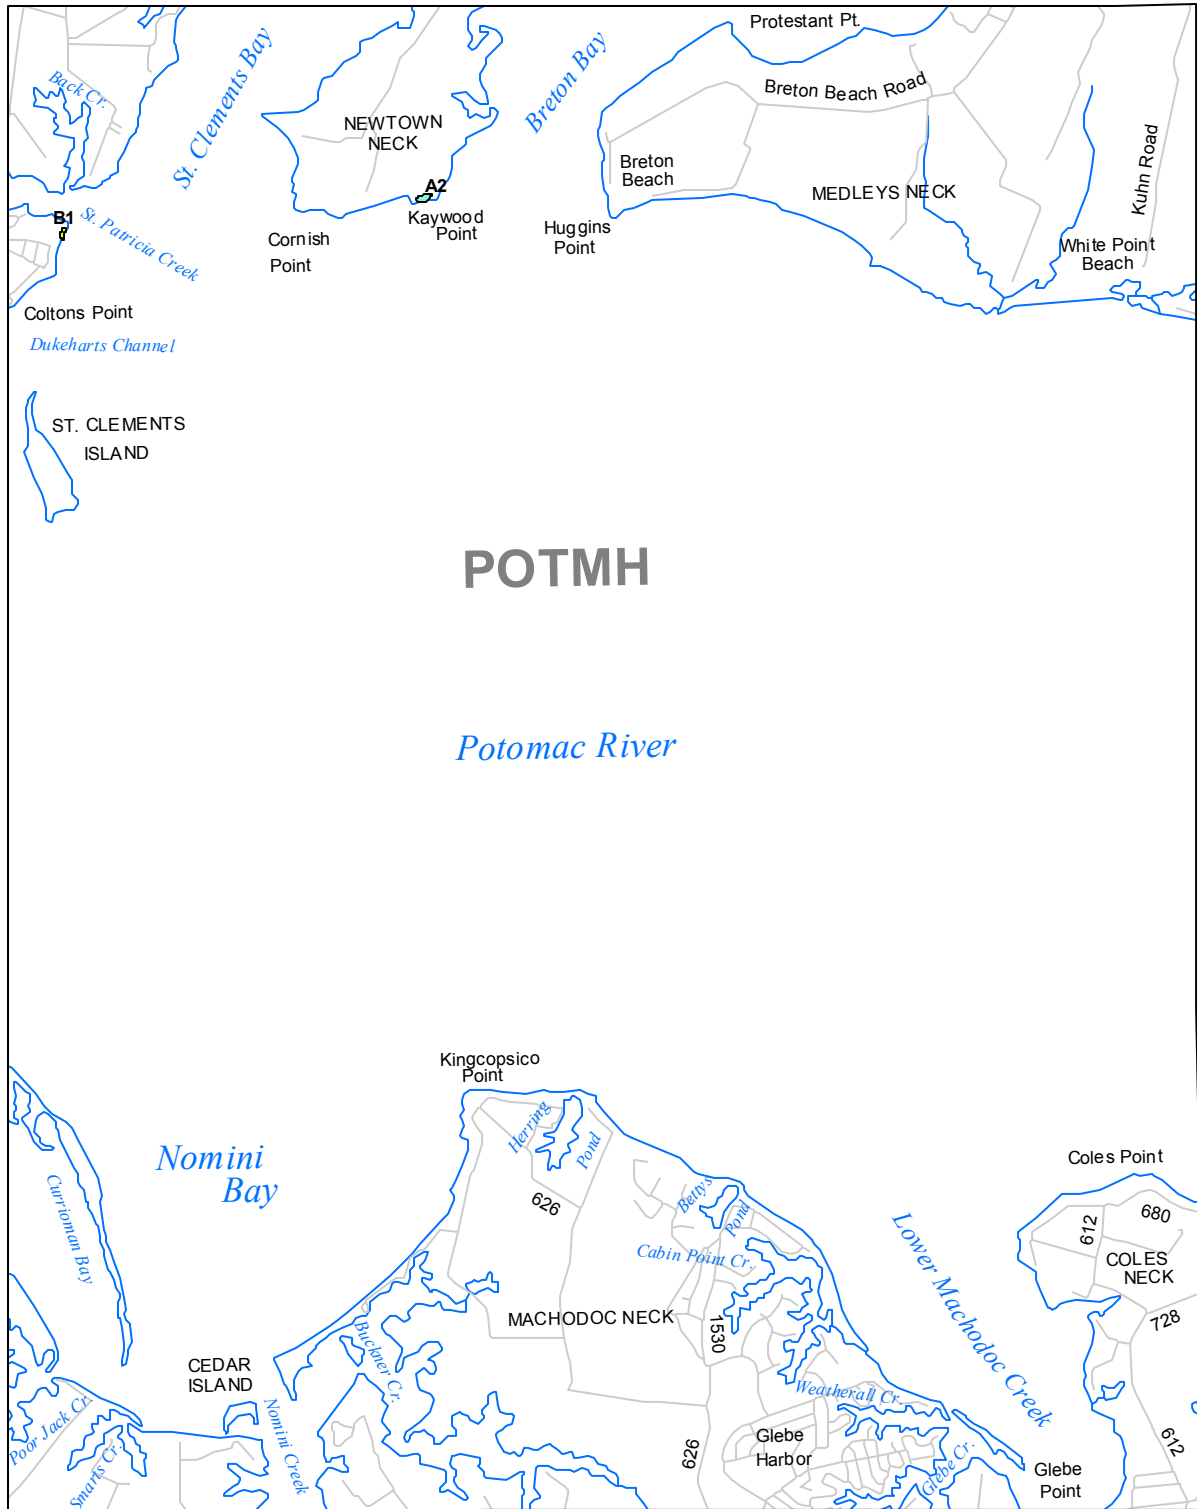 Protestant Pt.
Back Cr.
St. Clements Bay
Breton Bay
Breton Beach Road
NEWTOWN
NECK
Breton
Beach
Kuhn Road
A2
MEDLEYS NECK
B1
St. Patricia Creek
Kaywood
Point
Cornish
Point
Huggins
Point
White Point
Beach
Coltons Point
Dukeharts Channel
ST. CLEMENTS
ISLAND
POTMH
Potomac River
Kingcopsico
Point
Herring
Pond
Nomini
Bay
Coles Point
Currioman Bay
626
Bettys
Pond
612
680
Lower Machodoc Creek
Cabin Point Cr.
COLES
NECK
MACHODOC NECK
1530
728
Buckner Cr.
CEDAR
ISLAND
Weatherall Cr.
Poor Jack Cr.
Nomini Creek
Smarts Cr.
626
Glebe
Harbor
Glebe Cr.
612
Glebe
Point